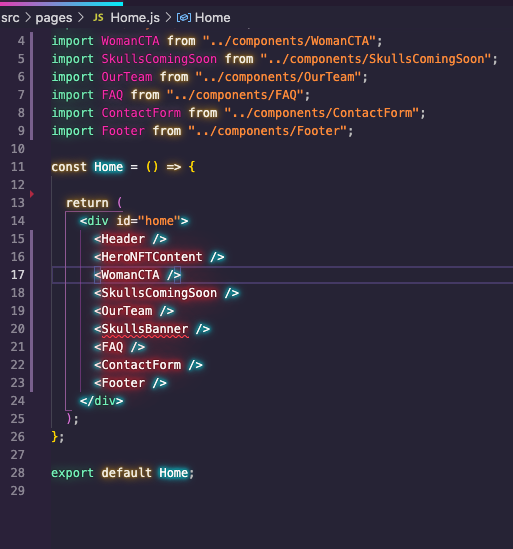 src > pages > JS Home.js > Home
4 import WomanCTA from "../components/WomanCTA";
5 import SkullsComingSoon from "../components/SkullsComingSoon";
6 import OurTeam from "../components/OurTeam";
7 import FAQ from "../components/FAQ";
8 import ContactForm from "../components/ContactForm";
9 import Footer from "../components/Footer";
10
11 const Home = () => {
12
13 return (
14 <div id="home">
15 <Header />
16 <HeroNFTContent />
17 <WomanCTA />
18 <SkullsComingSoon />
19 <OurTeam />
20 <SkullsBanner />
21 <FAQ />
22 <ContactForm />
23 <Footer />
24 </div>
25 );
26 };
27
28 export default Home;
29